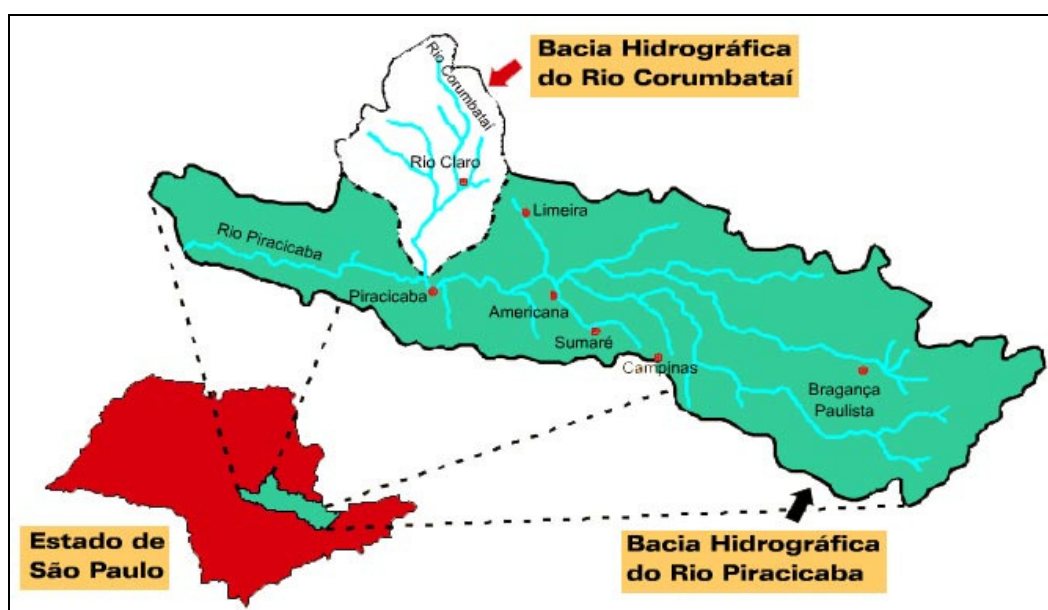 Bacia Hidrográfica
do Rio Corumbataí
Rio Corumbataí
Rio Claro
Limeira
Rio Piracicaba
Piracicaba
Americana
Sumaré
Campinas
Bragança
Paulista
Estado de
São Paulo
Bacia Hidrográfica
do Rio Piracicaba